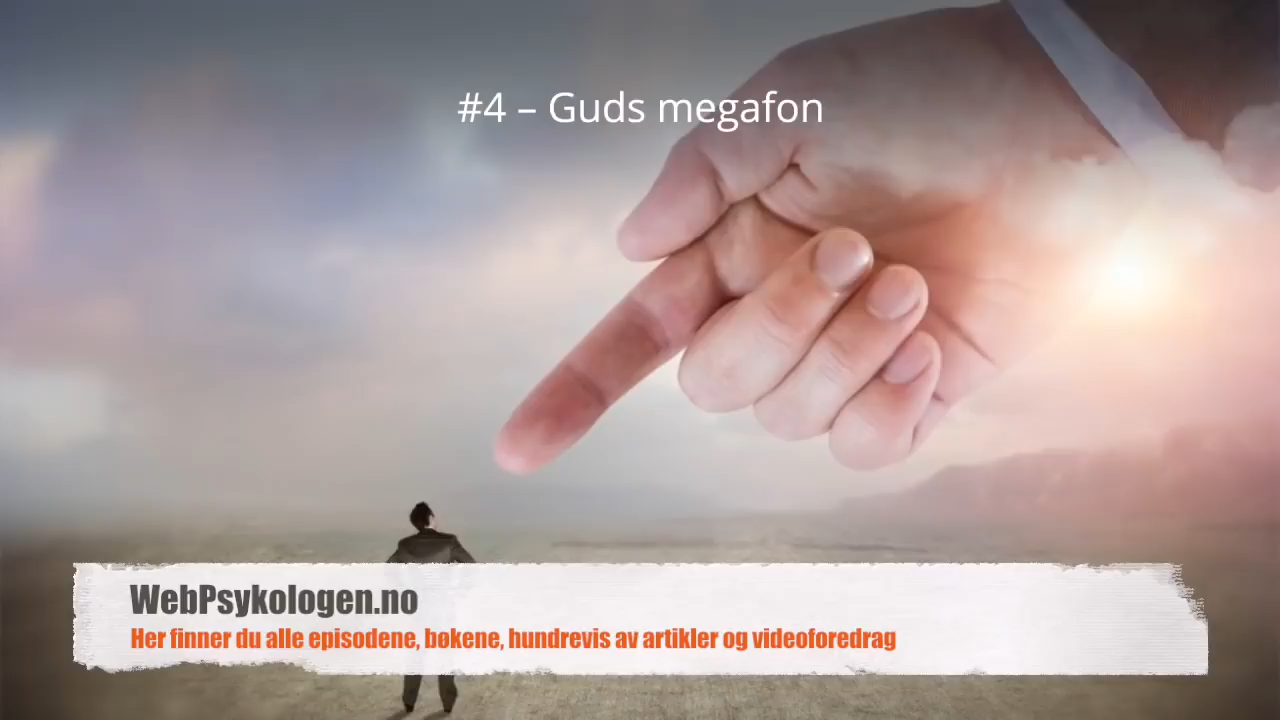 #4 – Guds megafon
WebPsykologen.no
Her finner du alle episodene, bøkene, hundrevis av artikler og videoforedrag